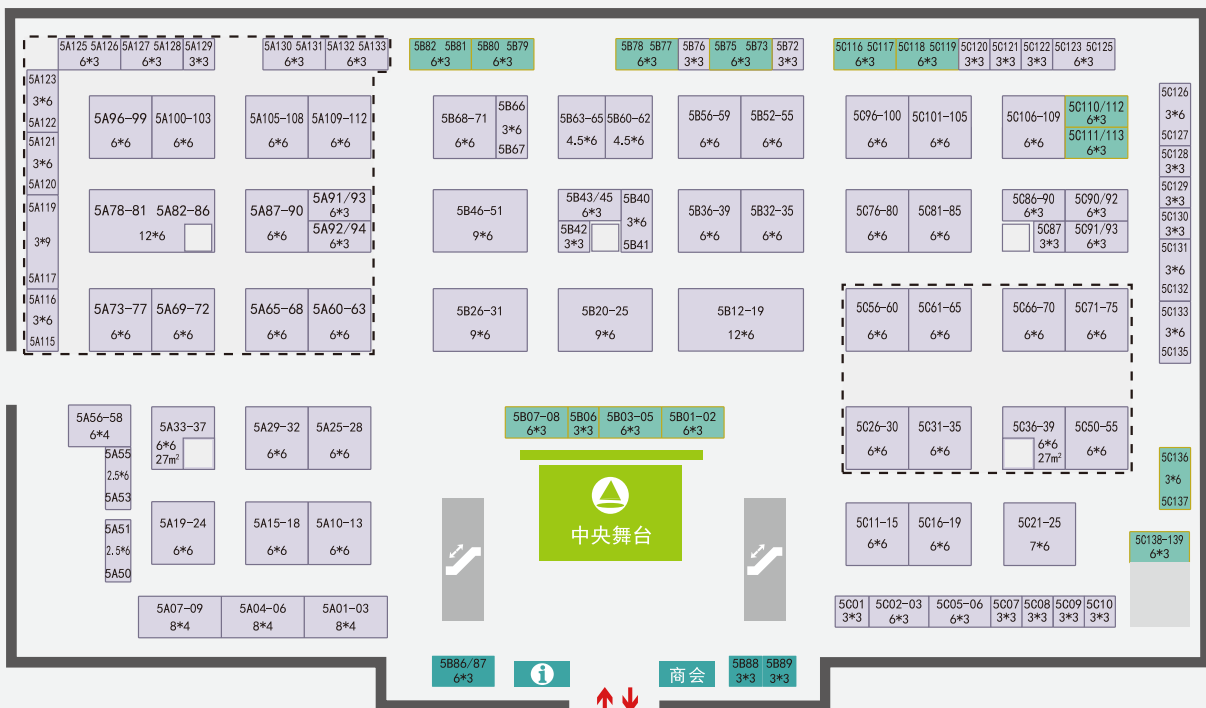 5A125 5A126 5A127 5A128 5A129
6*3 6*3 3*3
5A130 5A131 5A132 5A133
6*3 6*3
5B82 5B81 5B80 5B79
6*3 6*3
5B78 5B77 5B76 5B75 5B73 5B72
6*3 3*3 6*3 3*3
5C116 5C117 5C118 5C119 5C120 5C121 5C122 5C123 5C125
6*3 6*3 3*3 3*3 3*3 6*3
5A123
3*6
5A122
5A121
3*6
5A120
5A119
3*9
5A117
5A116
3*6
5A115
5A96-99 5A100-103
6*6 6*6
5A105-108 5A109-112
6*6 6*6
5B68-71
6*6
5B66
3*6
5B67
5B63-65 5B60-62
4.5*6 4.5*6
5B56-59 5B52-55
6*6 6*6
5C96-100 5C101-105
6*6 6*6
5C106-109
6*6
5C110/112
6*3
5C111/113
6*3
5C126
3*6
5C127
5C128
3*3
5C129
3*3
5C130
3*3
5C131
3*6
5C132
5C133
3*6
5C135
5A78-81 5A82-86
12*6
5A87-90
6*6
5A91/93
6*3
5A92/94
6*3
5B46-51
9*6
5B43/45
6*3
5B42
3*3
5B40
3*6
5B41
5B36-39 5B32-35
6*6 6*6
5C76-80 5C81-85
6*6 6*6
5C86-90
6*3
5C87
3*3
5C90/92
6*3
5C91/93
6*3
5A73-77 5A69-72
6*6 6*6
5A65-68 5A60-63
6*6 6*6
5B26-31
9*6
5B20-25
9*6
5B12-19
12*6
5C56-60 5C61-65
6*6 6*6
5C66-70 5C71-75
6*6 6*6
5A56-58
6*4
5A55
2.5*6
5A53
5A33-37
6*6
27m²
5A29-32 5A25-28
6*6 6*6
5B07-08 5B06 5B03-05 5B01-02
6*3 3*3 6*3 6*3
5C26-30 5C31-35
6*6 6*6
5C36-39
6*6
27m²
5C50-55
6*6
5C136
3*6
5C137
中央舞台
5A51
2.5*6
5A50
5A19-24
6*6
5A15-18 5A10-13
6*6 6*6
5C11-15 5C16-19
6*6 6*6
5C21-25
7*6
5C138-139
6*3
5A07-09 5A04-06 5A01-03
8*4 8*4 8*4
5C01 5C02-03 5C05-06 5C07 5C08 5C09 5C10
3*3 6*3 6*3 3*3 3*3 3*3 3*3
5B86/87
6*3
i
商会
5B88 5B89
3*3 3*3